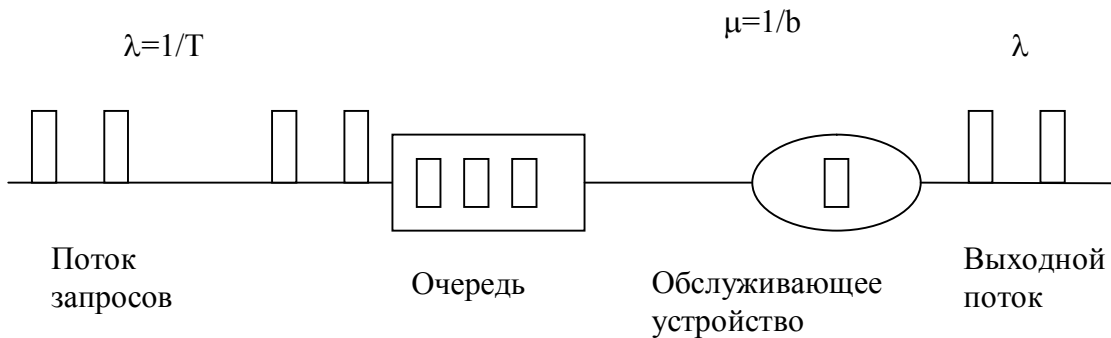 λ=1/T
μ=1/b
λ
Поток
запросов
Очередь
Обслуживающее
устройство
Выходной
поток